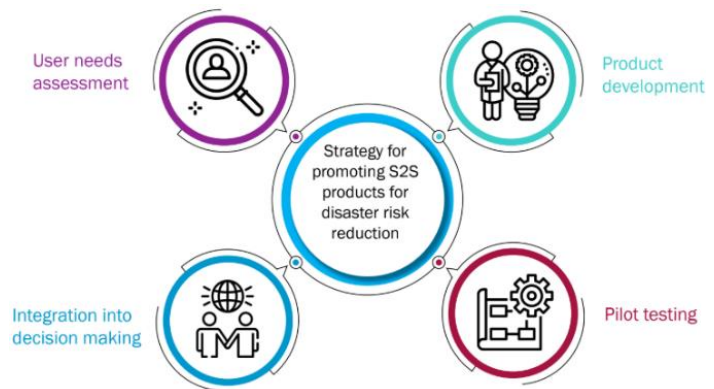 User needs
assessment
Product
development
Strategy for
promoting S2S
products for
disaster risk
reduction
Integration into
decision making
Pilot testing